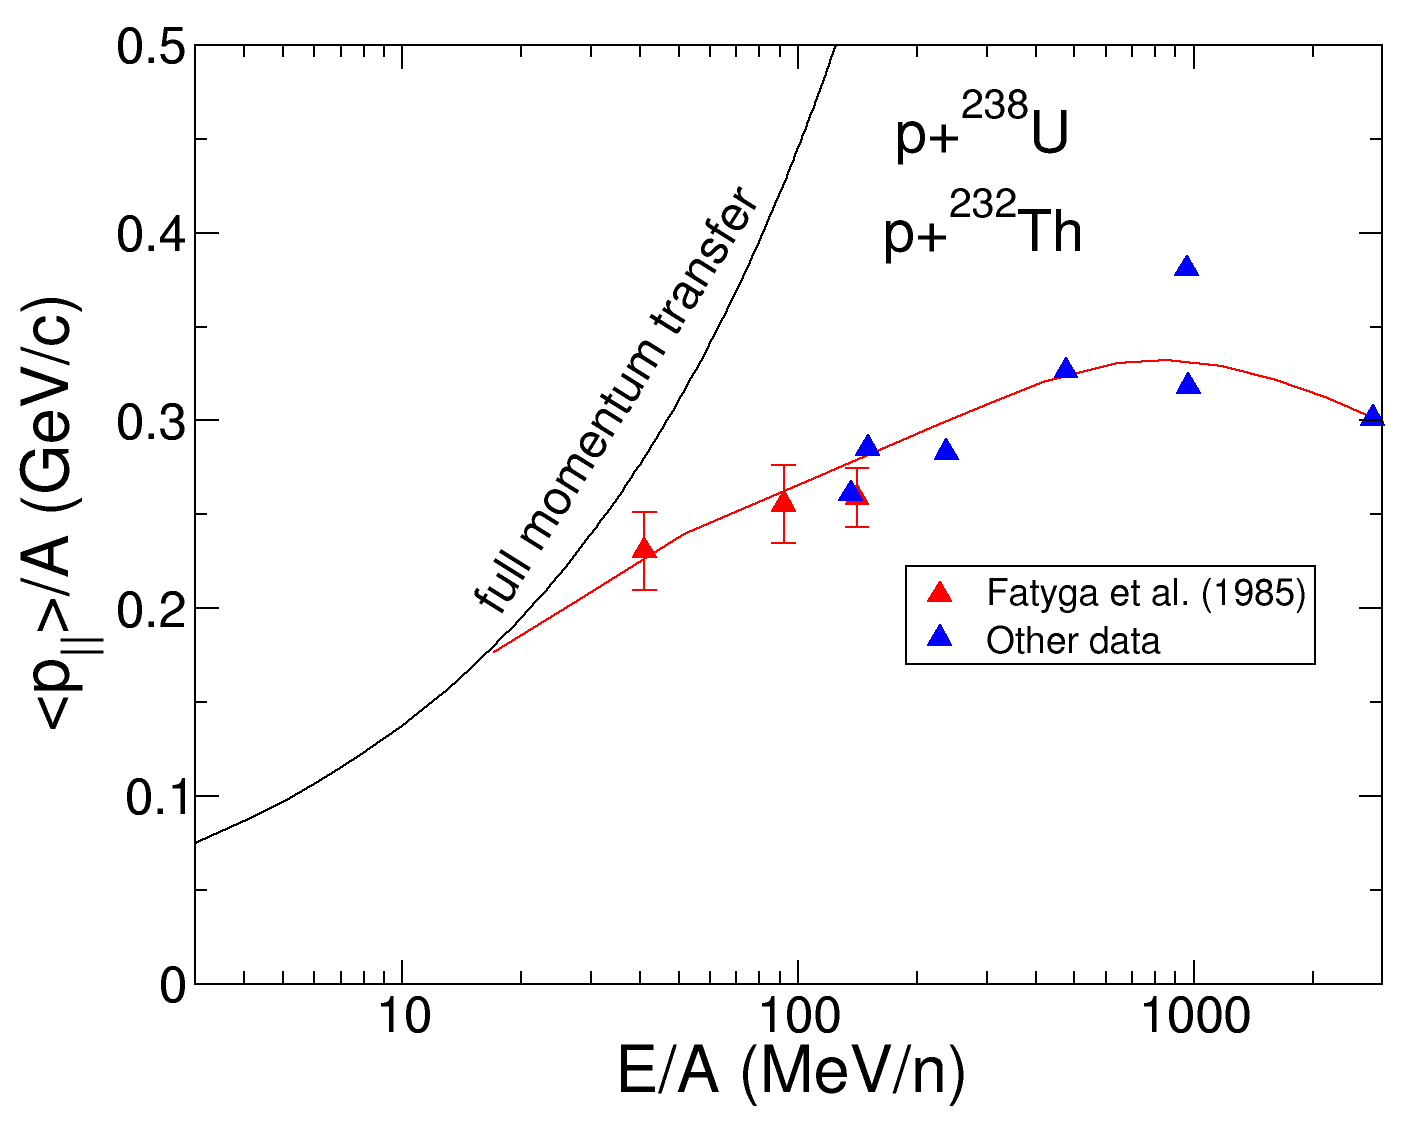 0.5
0.4
0.3
0.2
0.1
0
<p||>/A (GeV/c)
full momentum transfer
p+²³⁸U
p+²³²Th
Fatyga et al. (1985)
Other data
10
100
1000
E/A (MeV/n)